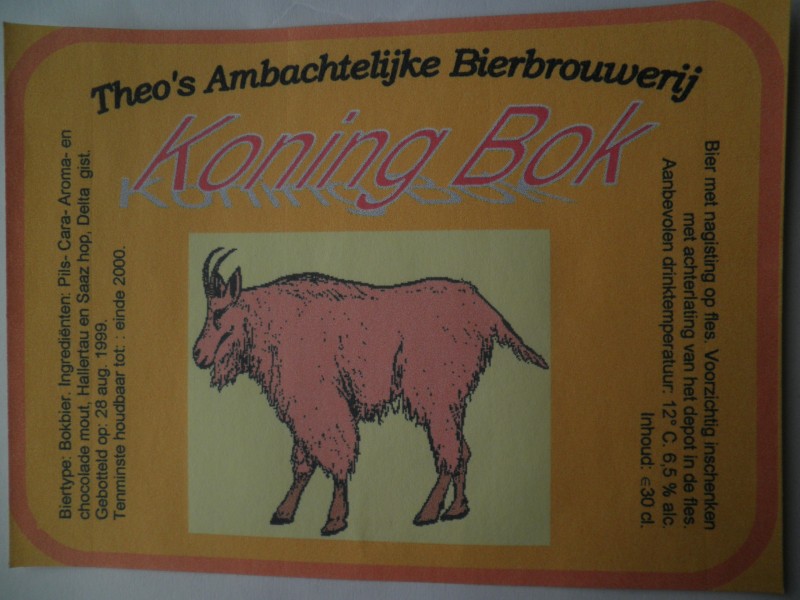 Theo's Ambachtelijke Bierbrouwerij
Koning Bok
Biertype: Bokbier. Ingrediënten: Pils- Cara- Aroma- en
chocolade mout, Hallertau en Saaz hop, Delta gist.
Gebotteld op: 28 aug. 1999.
Tenminste houdbaar tot: : einde 2000.
Bier met nagisting op fles. Voorzichtig inschenken
met achterlating van het depot in de fles.
Aanbevolen drinktemperatuur: 12° C. 6,5 % alc.
Inhoud: ∊30 cl.